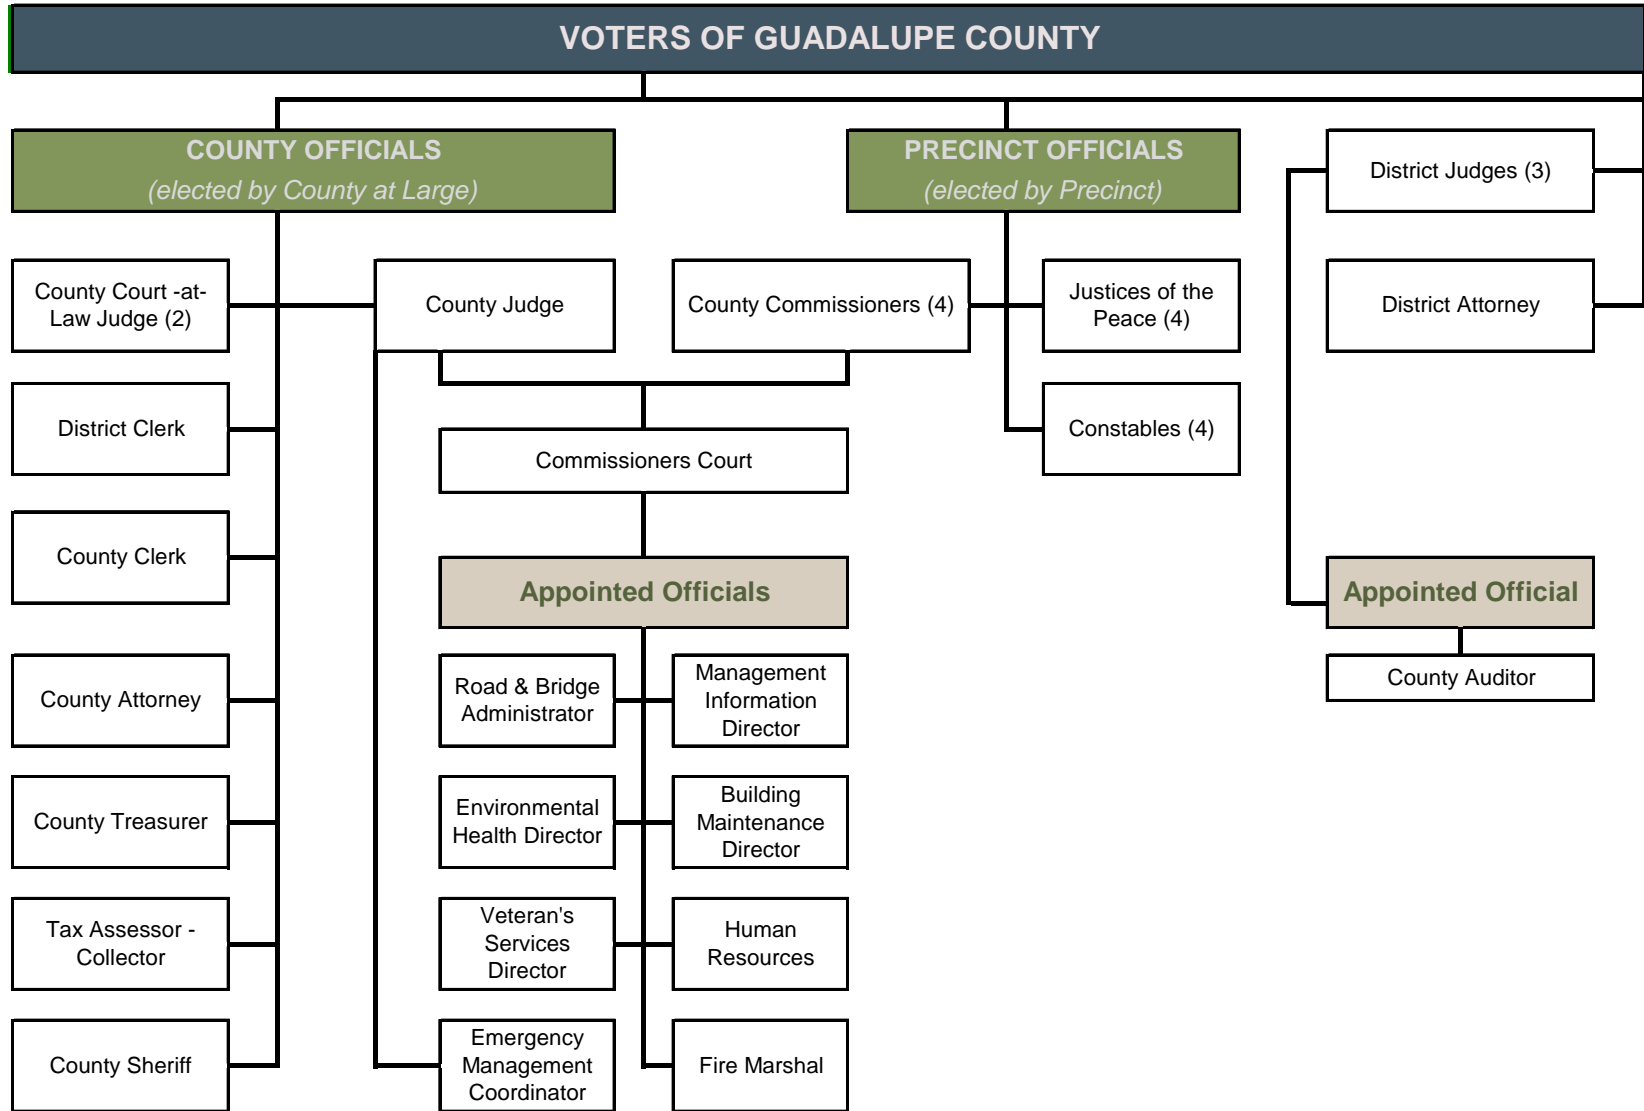 VOTERS OF GUADALUPE COUNTY
COUNTY OFFICIALS
(elected by County at Large)
PRECINCT OFFICIALS
(elected by Precinct)
District Judges (3)
County Court -at-
Law Judge (2)
County Judge
County Commissioners (4)
Justices of the
Peace (4)
District Attorney
District Clerk
Constables (4)
Commissioners Court
County Clerk
Appointed Officials
Appointed Official
County Attorney
Road & Bridge
Administrator
Management
Information
Director
County Auditor
County Treasurer
Environmental
Health Director
Building
Maintenance
Director
Tax Assessor -
Collector
Veteran's
Services
Director
Human
Resources
County Sheriff
Emergency
Management
Coordinator
Fire Marshal